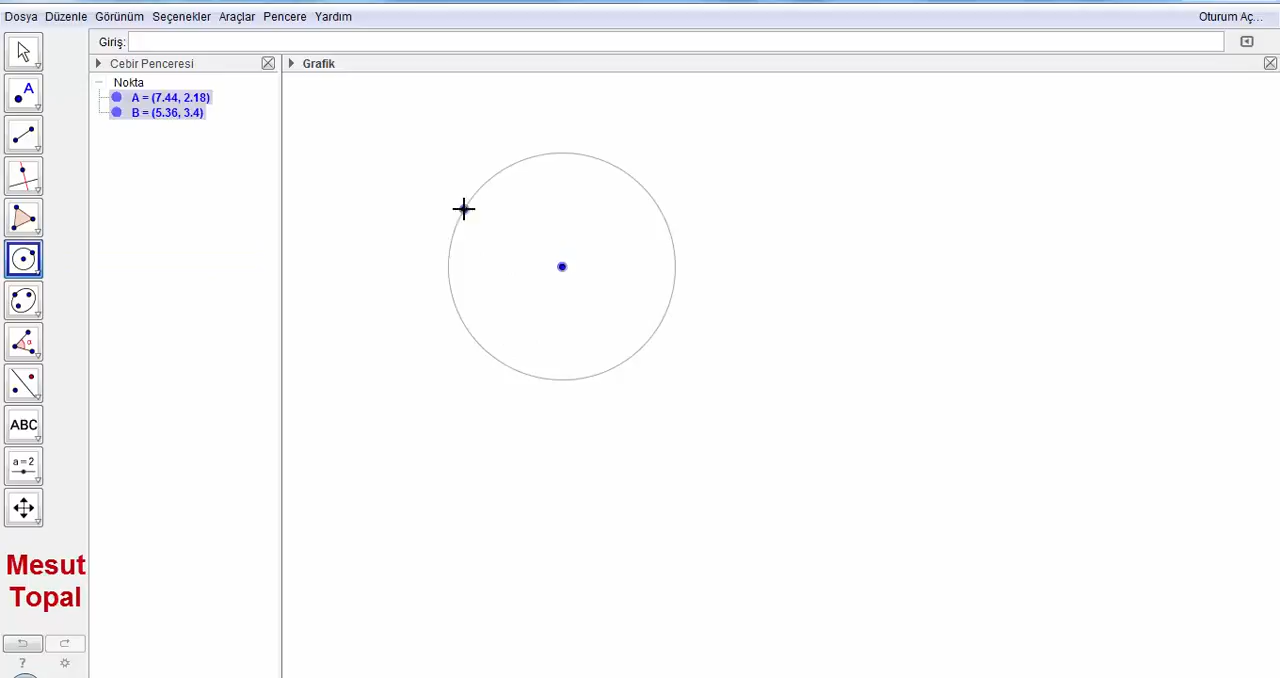 Dosya Düzenle Görünüm Seçenekler Araçlar Pencere Yardım Oturum Aç...
Giriş:
Cebir Penceresi Grafik
Nokta
A = (7.44, 2.18)
B = (5.36, 3.4)
A
α
ABC
a = 2
Mesut
Topal
?